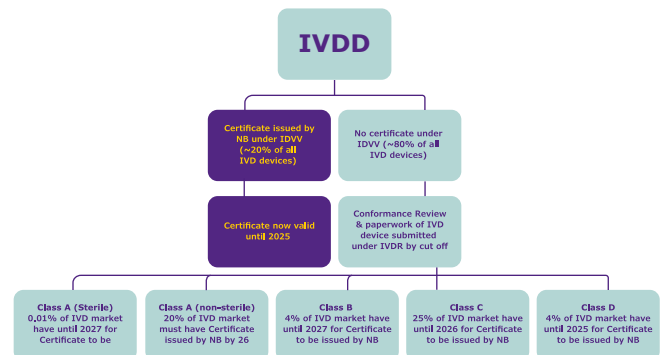 IVDD
Certificate issued by
NB under IDVV
(~20% of all
IVD devices)
No certificate under
IDVV (~80% of all
IVD devices)
Certificate now valid
until 2025
Conformance Review
& paperwork of IVD
device submitted
under IVDR by cut off
Class A (Sterile)
0,01% of IVD market
have until 2027 for
Certificate to be
Class A (non-sterile)
20% of IVD market
must have Certificate
issued by NB by 26
Class B
4% of IVD market have
until 2027 for Certificate
to be issued by NB
Class C
25% of IVD market have
until 2026 for Certificate
to be issued by NB
Class D
4% of IVD market have
until 2025 for Certificate
to be issued by NB